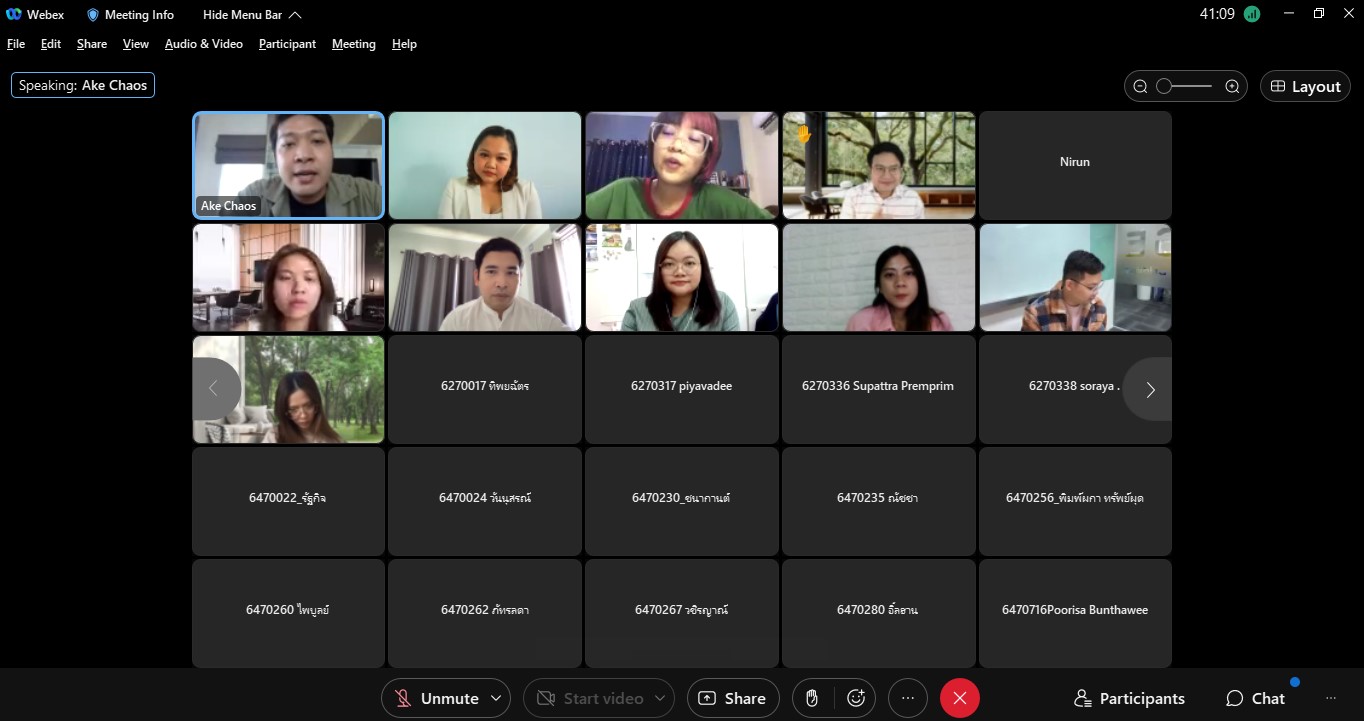 Webex
Meeting Info
Hide Menu Bar
41:09
File
Edit
Share
View
Audio & Video
Participant
Meeting
Help
Speaking: Ake Chaos
Layout
Ake Chaos
Nirun
6270017 ทิพยฉัตร
6270317 piyavadee
6270336 Supattra Premprim
6270338 soraya .
6470022_รัฐกิจ
6470024 วันนุสรณ์
6470230_ชนากานต์
6470235 ณัชชา
6470256_พิมพ์ผกา ทรัพย์ผุด
6470260 ไพบูลย์
6470262 ภัทรลดา
6470267 วชิรญาณ์
6470280 อิ้ลฮาน
6470716Poorisa Bunthawee
Unmute
Start video
Share
Participants
Chat